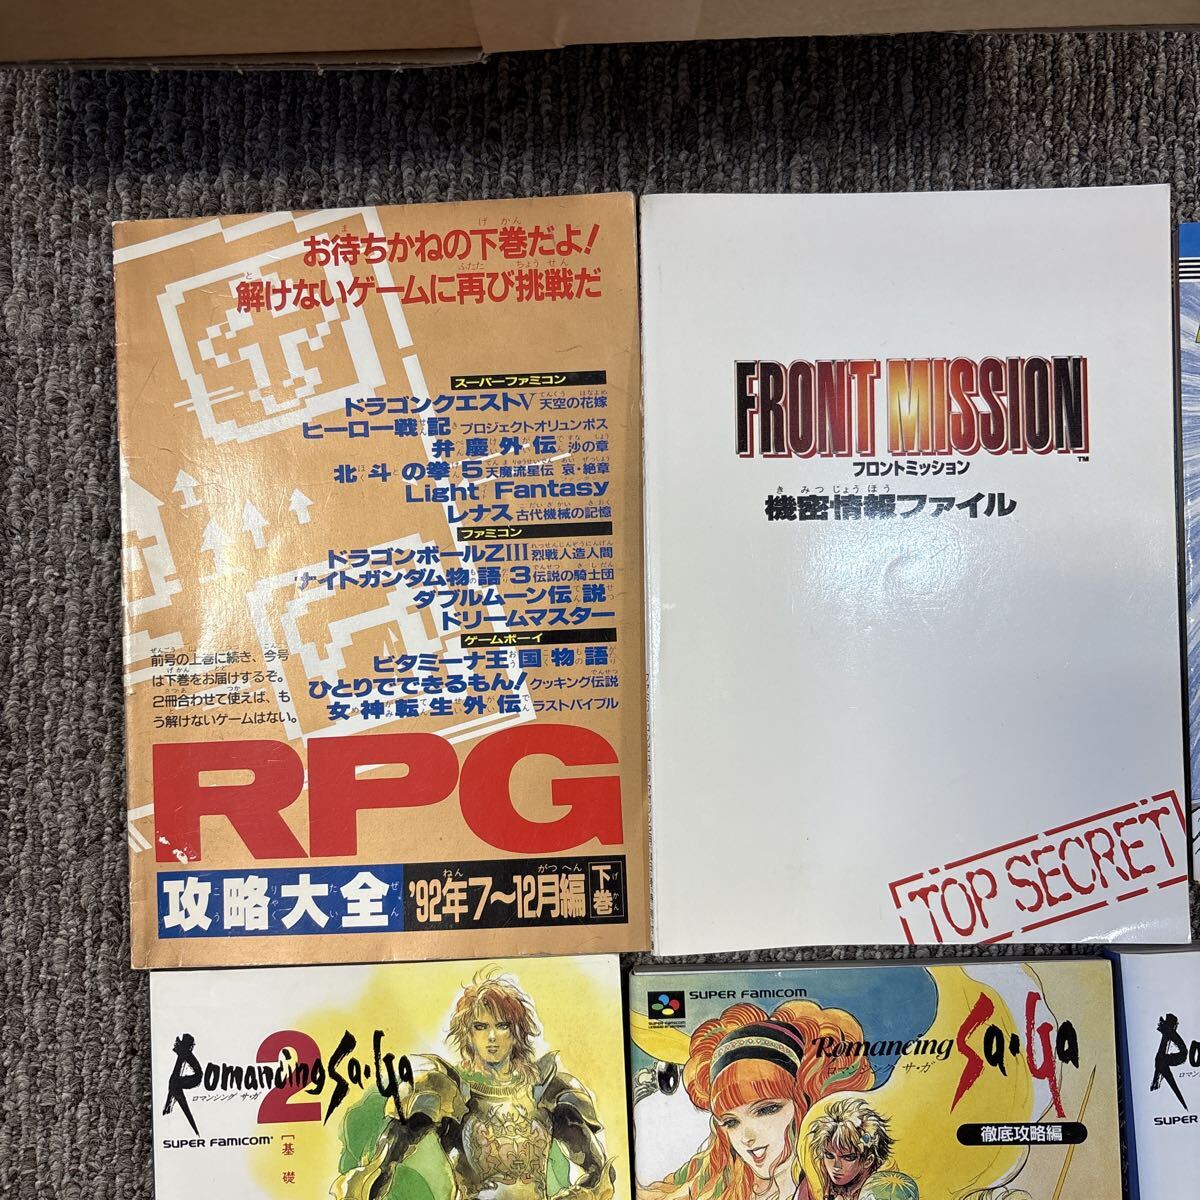 お待ちかねの下巻だよ!
解けないゲームに再び挑戦だ
スーパーファミコン
ドラゴンクエストV 天空の花嫁
ヒーロー戦記 プロジェクトオリュンポス
弁慶外伝 沙の章
北斗の拳5 天魔流星伝 哀・絶章
Light Fantasy
レナス 古代機械の記憶
ファミコン
ドラゴンボールZIII 烈戦人造人間
ナイトガンダム物語3 伝説の騎士団
ダブルムーン伝説
ドリームマスター
ゲームボーイ
ビタミーナ王国物語
ひとりでできるもん! クッキング伝説
女神転生外伝 ラストバイブル
前号の上巻に続き、今号
は下巻をお届けするぞ。
2冊合わせて使えば、も
う解けないゲームはない。
RPG
攻略大全 '92年7〜12月編 下巻
FRONT MISSION™
フロントミッション
機密情報ファイル
TOP SECRET
Romancing Sa・Ga 2
ロマンシング サ・ガ
SUPER FAMICOM
[基礎
SUPER FAMICOM
Romancing Sa・Ga
ロマンシング サ・ガ
徹底攻略編